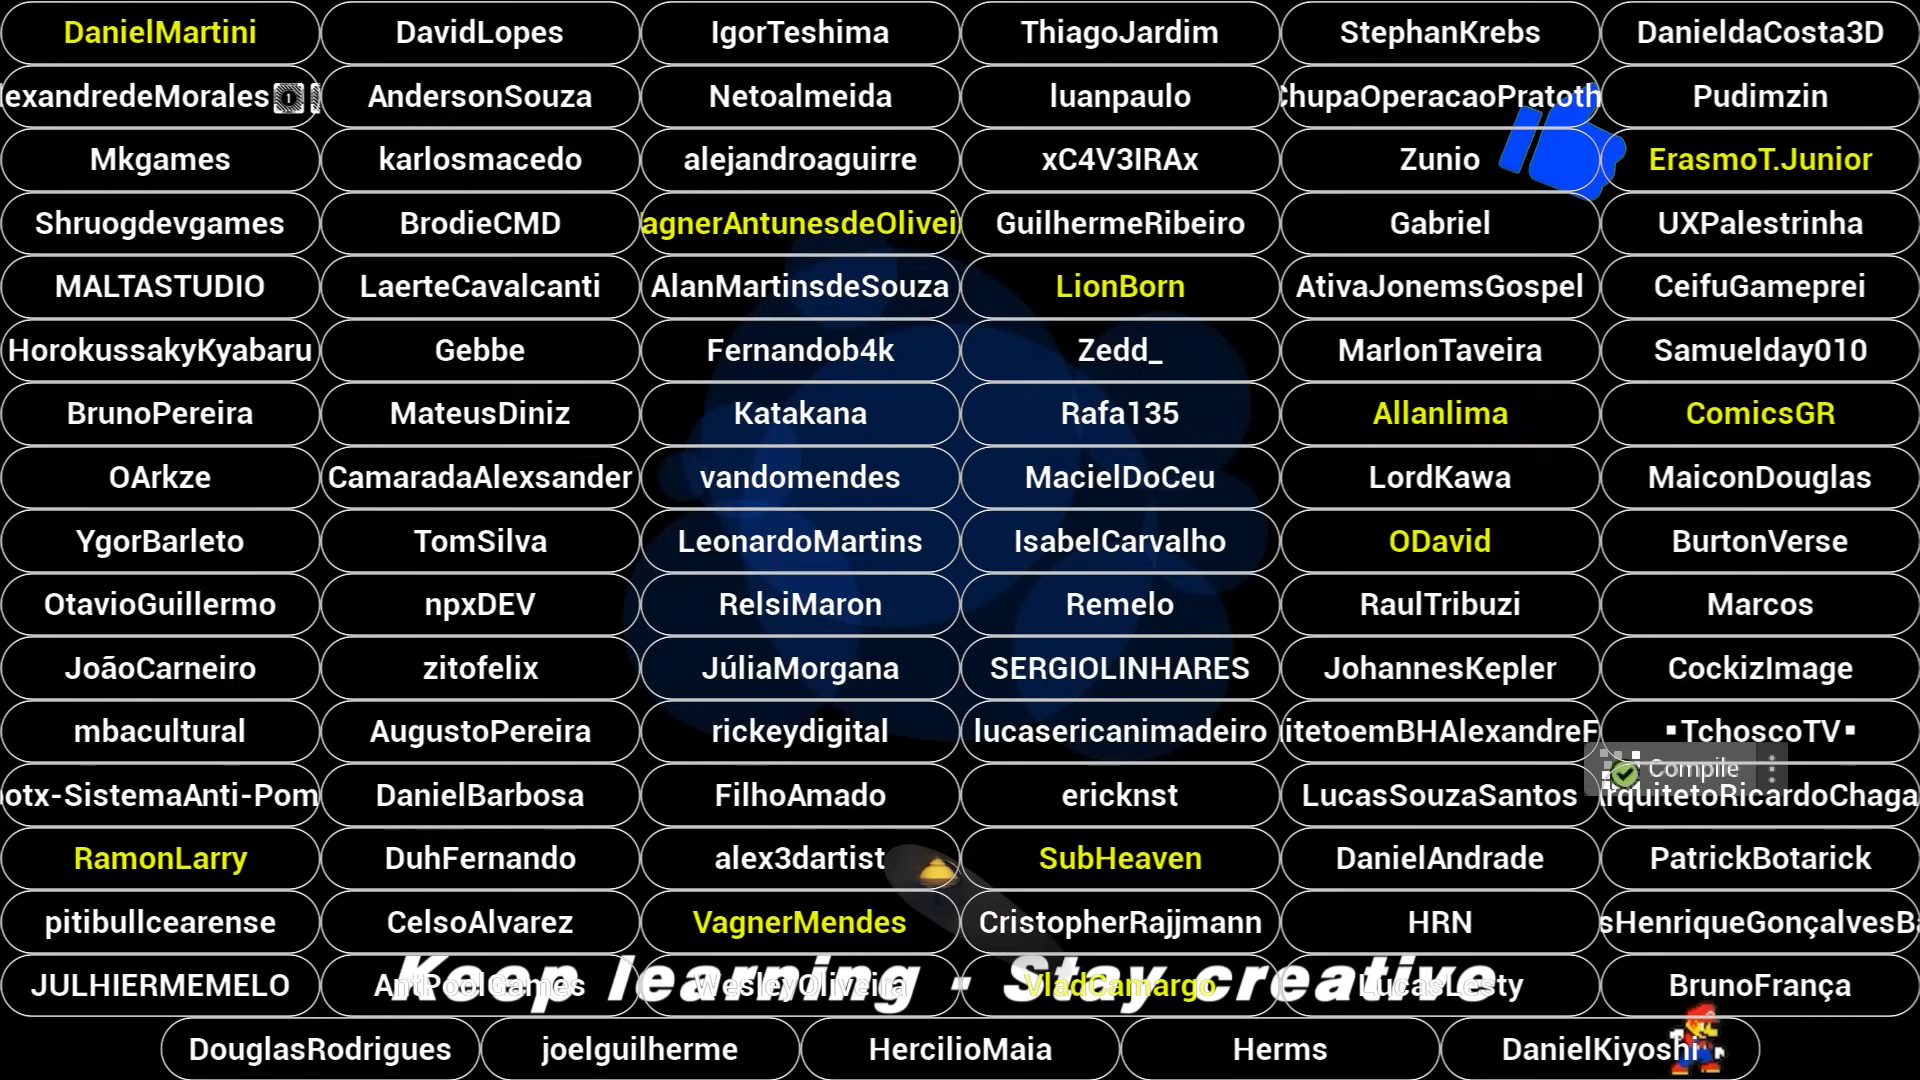 DanielMartini DavidLopes IgorTeshima ThiagoJardim StephanKrebs DanieldaCosta3D
exandredeMorales AndersonSouza Netoalmeida luanpaulo hupaOperacaoPratoth Pudimzin
Mkgames karlosmacedo alejandroaguirre xC4V3IRAx Zunio ErasmoT.Junior
Shruogdevgames BrodieCMD agnerAntunesdeOlivei GuilhermeRibeiro Gabriel UXPalestrinha
MALTASTUDIO LaerteCavalcanti AlanMartinsdeSouza LionBorn AtivaJonemsGospel CeifuGameprei
HorokussakyKyabaru Gebbe Fernandob4k Zedd_ MarlonTaveira Samuelday010
BrunoPereira MateusDiniz Katakana Rafa135 Allanlima ComicsGR
OArkze CamaradaAlexsander vandomendes MacielDoCeu LordKawa MaiconDouglas
YgorBarleto TomSilva LeonardoMartins IsabelCarvalho ODavid BurtonVerse
OtavioGuillermo npxDEV RelsiMaron Remelo RaulTribuzi Marcos
JoãoCarneiro zitofelix JúliaMorgana SERGIOLINHARES JohannesKepler CockizImage
mbacultural AugustoPereira rickeydigital lucasericanimadeiro itetoemBHAlexandreF ▪TchoscoTV▪
Compile
otx-SistemaAnti-Pom DanielBarbosa FilhoAmado ericknst LucasSouzaSantos rquitetoRicardoChaga
RamonLarry DuhFernando alex3dartist SubHeaven DanielAndrade PatrickBotarick
pitibullcearense CelsoAlvarez VagnerMendes CristopherRajjmann HRN sHenriqueGonçalvesBa
JULHIERMEMELO AntPoolGames WesleyOliveira VladCamargo LucasLesty BrunoFrança
Keep learning - Stay creative
DouglasRodrigues joelguilherme HercilioMaia Herms DanielKiyoshi